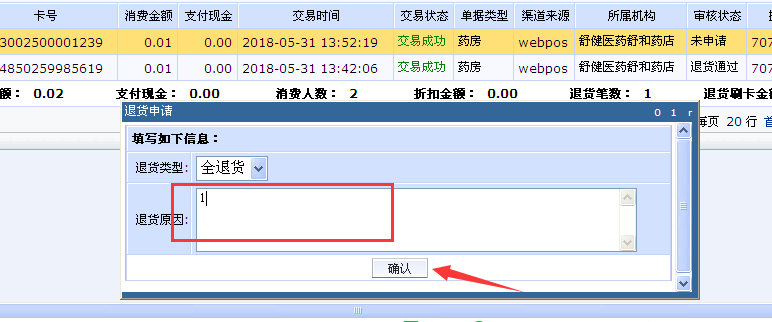 卡号 消费金额 支付现金 交易时间 交易状态 单据类型 渠道来源 所属机构 审核状态
3002500001239 0.01 0.00 2018-05-31 13:52:19 交易成功 药房 webpos 舒健医药舒和药店 未申请 707
4850259985619 0.01 0.00 2018-05-31 13:42:06 交易成功 药房 webpos 舒健医药舒和药店 退货通过 707
额： 0.02 支付现金： 0.00 消费人数： 2 折扣金额： 0.00 退货笔数： 1 退货刷卡金
退货申请 0 1 r
每页 20 行 首
填写如下信息：
退货类型: 全退货
退货原因: 1
确认